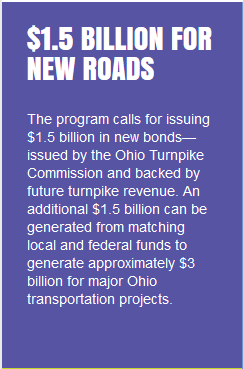 $1.5 BILLION FOR
NEW ROADS
The program calls for issuing
$1.5 billion in new bonds—
issued by the Ohio Turnpike
Commission and backed by
future turnpike revenue. An
additional $1.5 billion can be
generated from matching
local and federal funds to
generate approximately $3
billion for major Ohio
transportation projects.